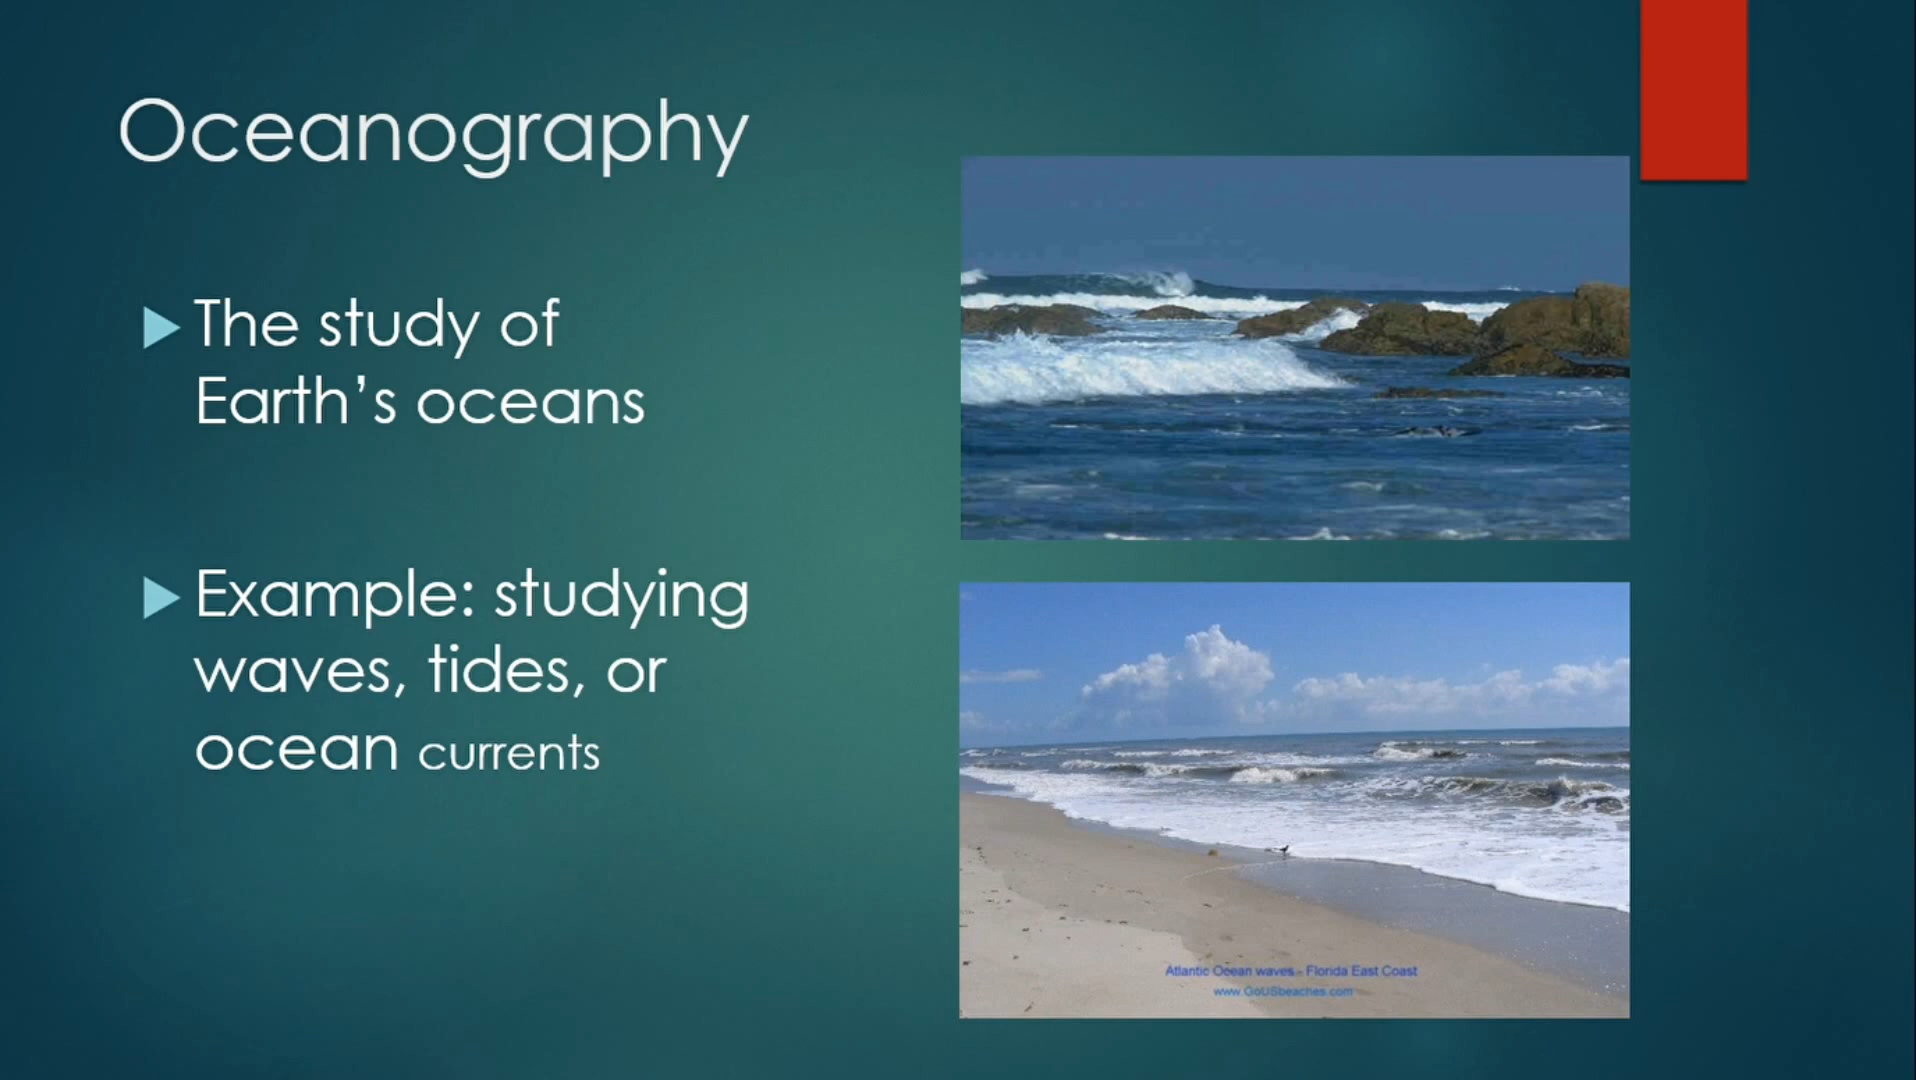 Oceanography
The study of
Earth’s oceans
Example: studying
waves, tides, or
ocean currents
Atlantic Ocean waves - Florida East Coast
www.GoUSbeaches.com